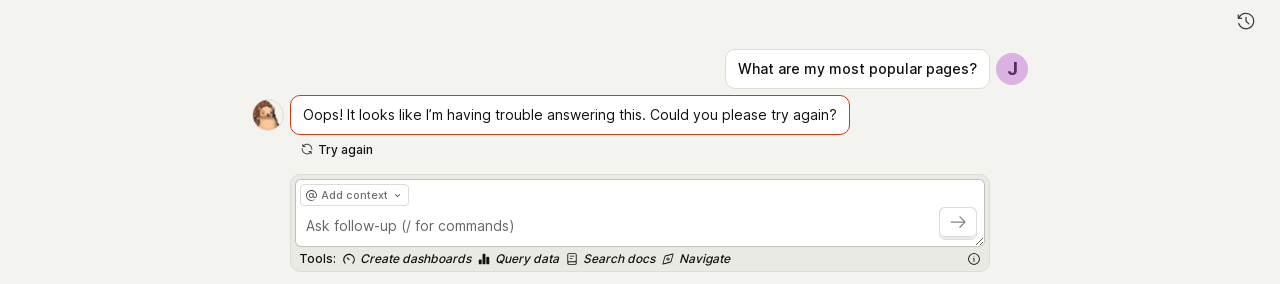 What are my most popular pages?
J
Oops! It looks like I’m having trouble answering this. Could you please try again?
Try again
@ Add context
Ask follow-up (/ for commands)
Tools: Create dashboards Query data Search docs Navigate